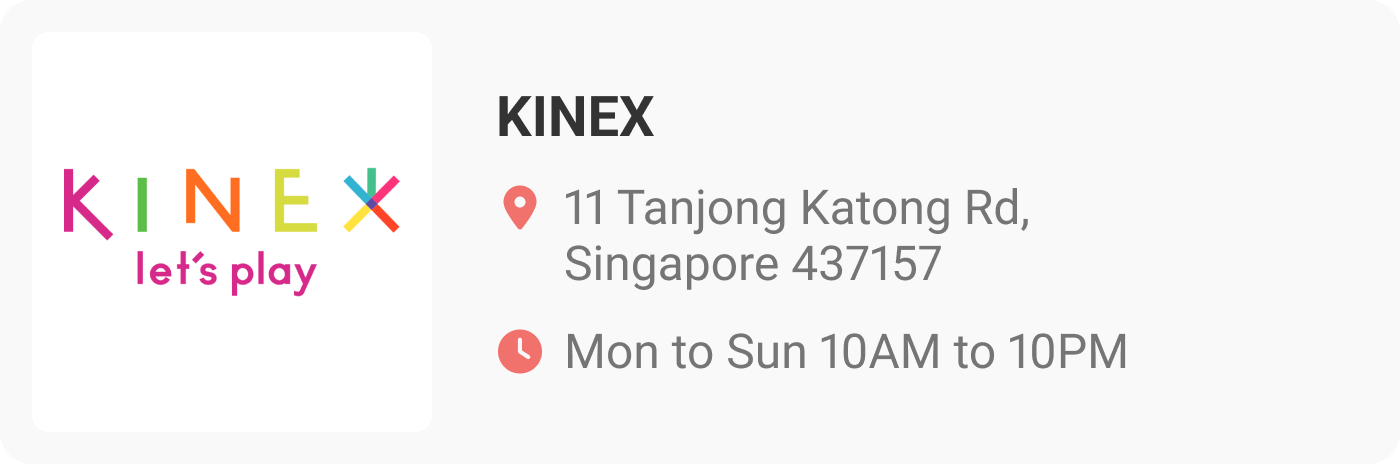 KINEX
let's play
KINEX
11 Tanjong Katong Rd,
Singapore 437157
Mon to Sun 10AM to 10PM